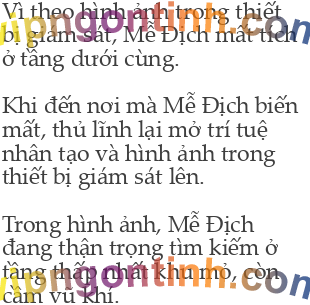 Vì theo hình ảnh trong thiết
bị giám sát, Mễ Địch mất tích
ở tầng dưới cùng.
Khi đến nơi mà Mễ Địch biến
mất, thủ lĩnh lại mở trí tuệ
nhân tạo và hình ảnh trong
thiết bị giám sát lên.
Trong hình ảnh, Mễ Địch
đang thận trọng tìm kiếm ở
tầng thấp nhất khu mỏ, còn
cầm vũ khí.
vipngontinh.com
vipngontinh.com